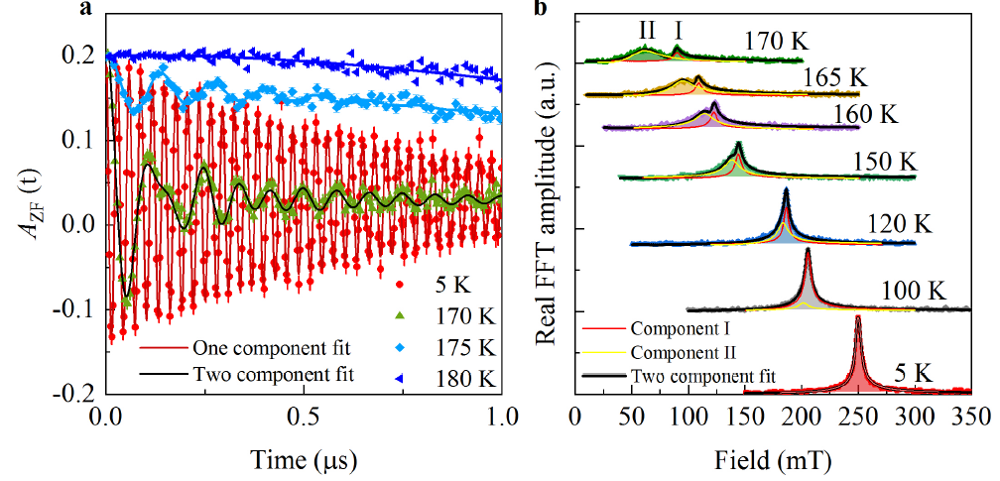 a
A_ZF (t)
0.2
0.1
0.0
-0.1
-0.2
5 K
170 K
One component fit
175 K
Two component fit
180 K
0.0
0.5
1.0
Time (μs)
b
Real FFT amplitude (a.u.)
II I
170 K
165 K
160 K
150 K
120 K
100 K
Component I
Component II
Two component fit
5 K
0 50 100 150 200 250 300 350
Field (mT)